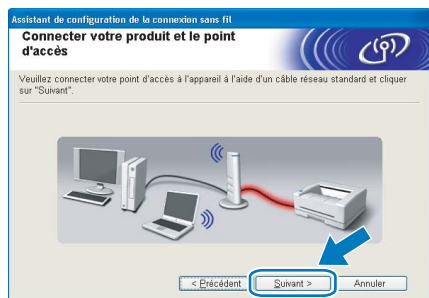 Assistant de configuration de la connexion sans fil
Connecter votre produit et le point
d'accès
Veuillez connecter votre point d'accès à l'appareil à l'aide d'un câble réseau standard et cliquer
sur "Suivant".
< Précédent
Suivant >
Annuler